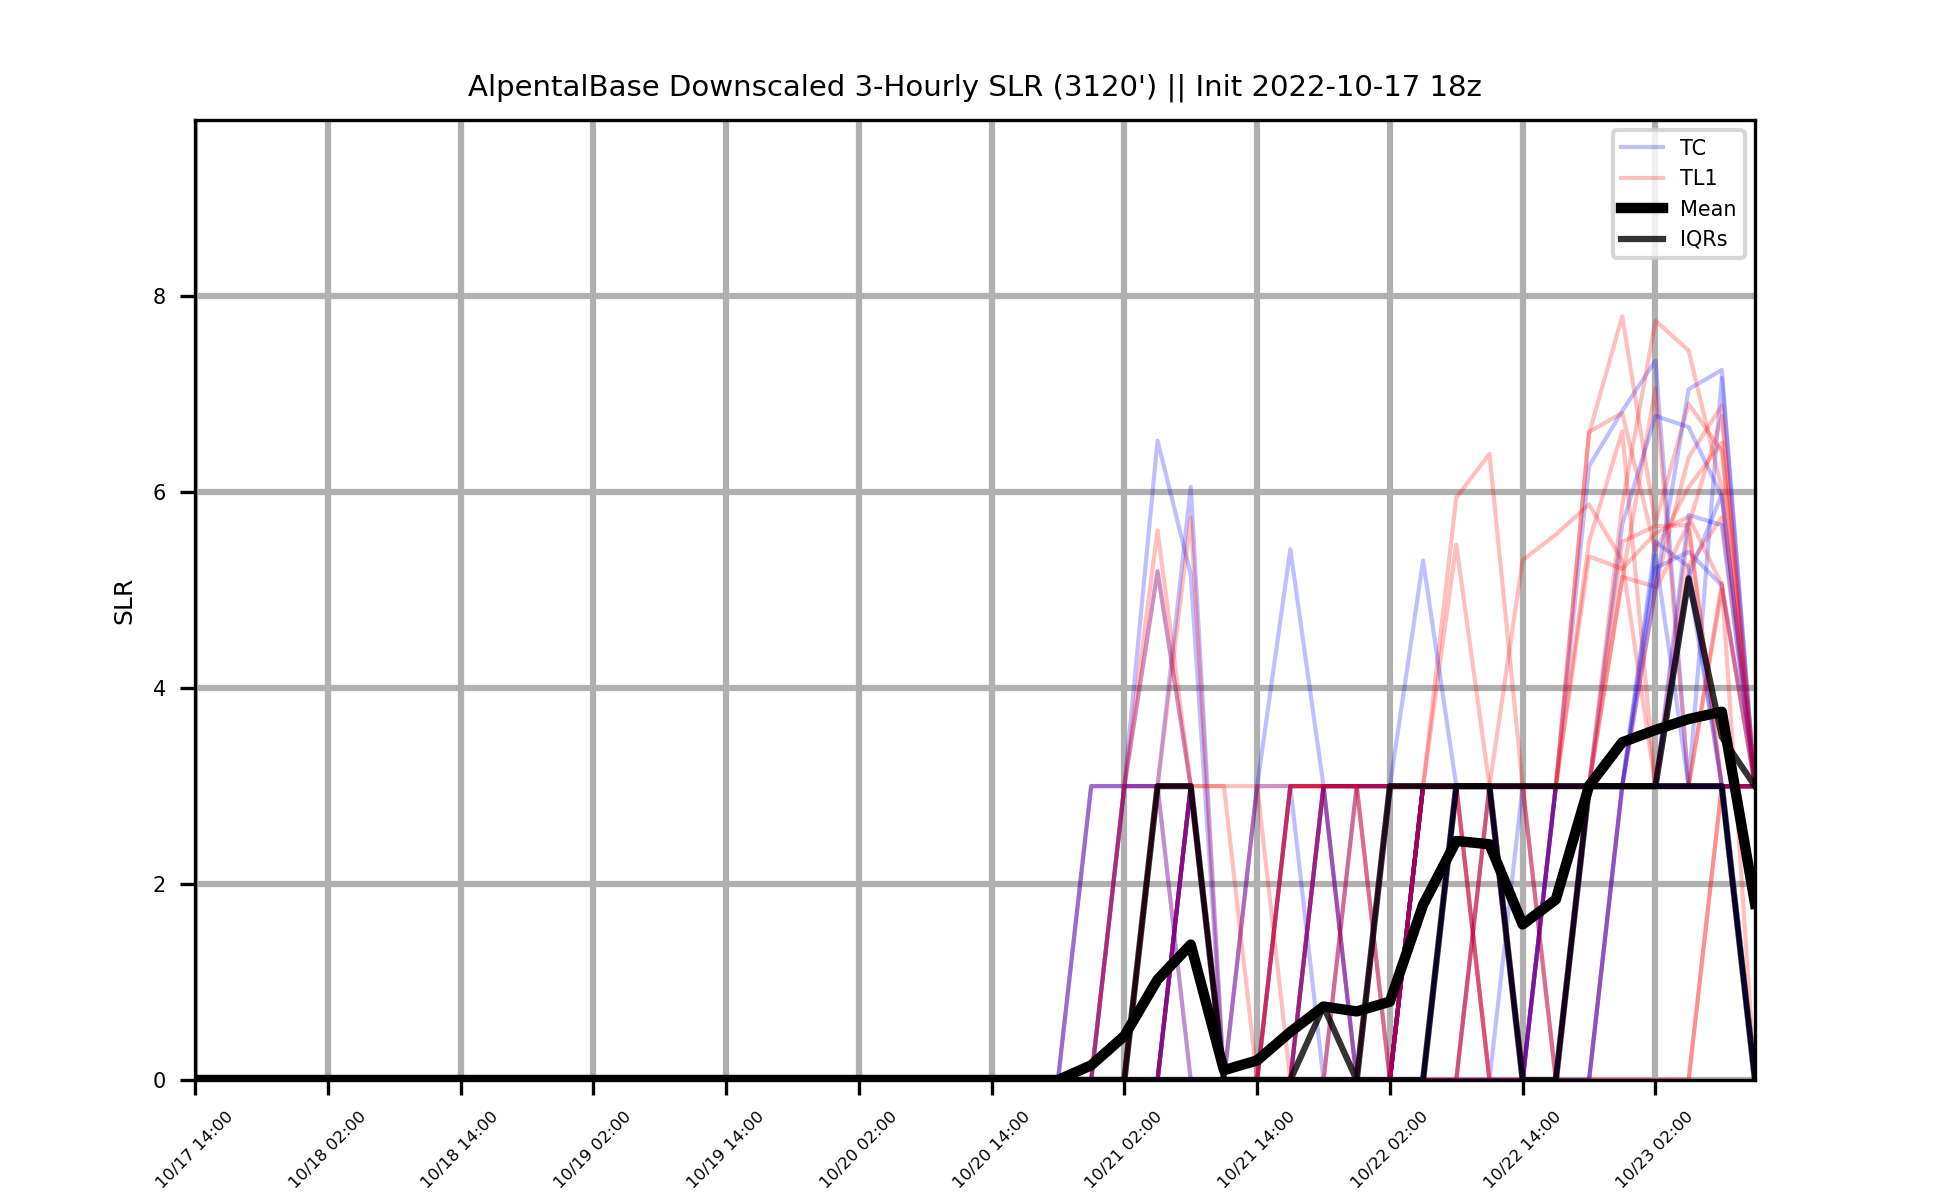 AlpentalBase Downscaled 3-Hourly SLR (3120') || Init 2022-10-17 18z
TC
TL1
Mean
IQRs
SLR
8
6
4
2
0
10/17 14:00
10/18 02:00
10/18 14:00
10/19 02:00
10/19 14:00
10/20 02:00
10/20 14:00
10/21 02:00
10/21 14:00
10/22 02:00
10/22 14:00
10/23 02:00